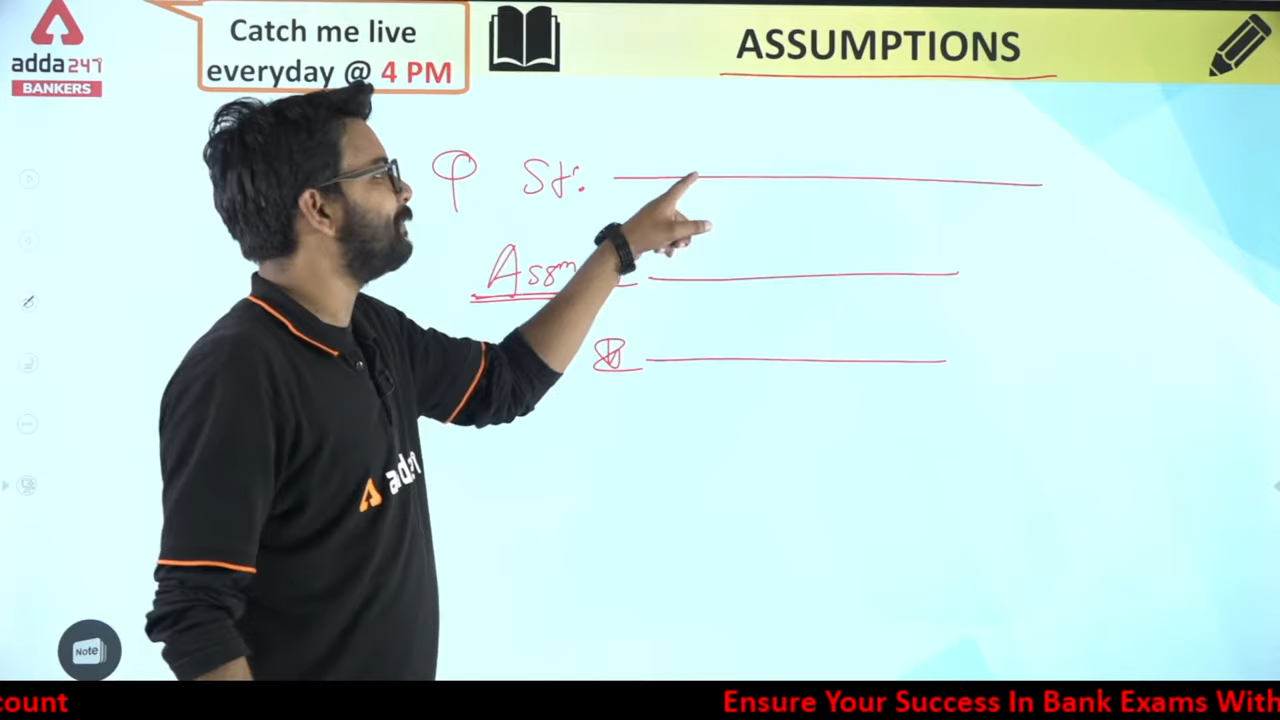 Catch me live
everyday @ 4 PM
adda247
BANKERS
ASSUMPTIONS
Q St:
Assm
Note
count
Ensure Your Success In Bank Exams With